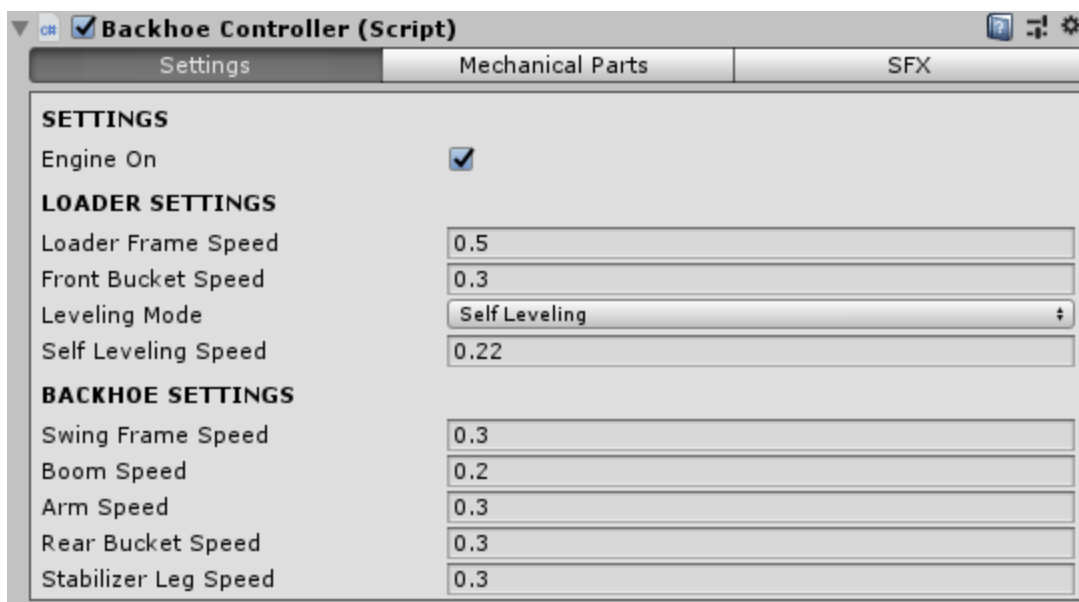 Backhoe Controller (Script)
Settings Mechanical Parts SFX
SETTINGS
Engine On
LOADER SETTINGS
Loader Frame Speed 0.5
Front Bucket Speed 0.3
Leveling Mode Self Leveling
Self Leveling Speed 0.22
BACKHOE SETTINGS
Swing Frame Speed 0.3
Boom Speed 0.2
Arm Speed 0.3
Rear Bucket Speed 0.3
Stabilizer Leg Speed 0.3